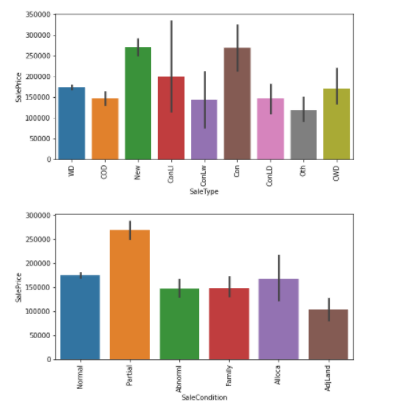 350000
300000
250000
200000
150000
100000
50000
0
SalePrice
WD
COD
New
ConLI
ConLw
Con
ConLD
Oth
CWD
SaleType
300000
250000
200000
150000
100000
50000
0
SalePrice
Normal
Partial
Abnorml
Family
Alloca
AdjLand
SaleCondition